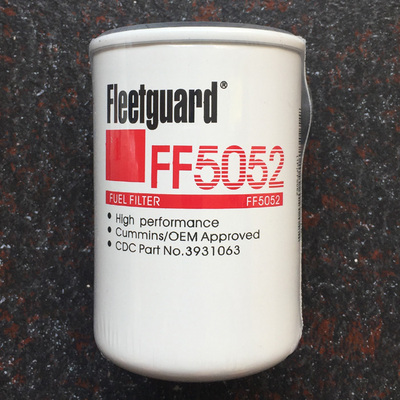 Fleetguard®
FF5052
FUEL FILTER FF5052
• High performance
• Cummins/OEM Approved
• CDC Part No.3931063